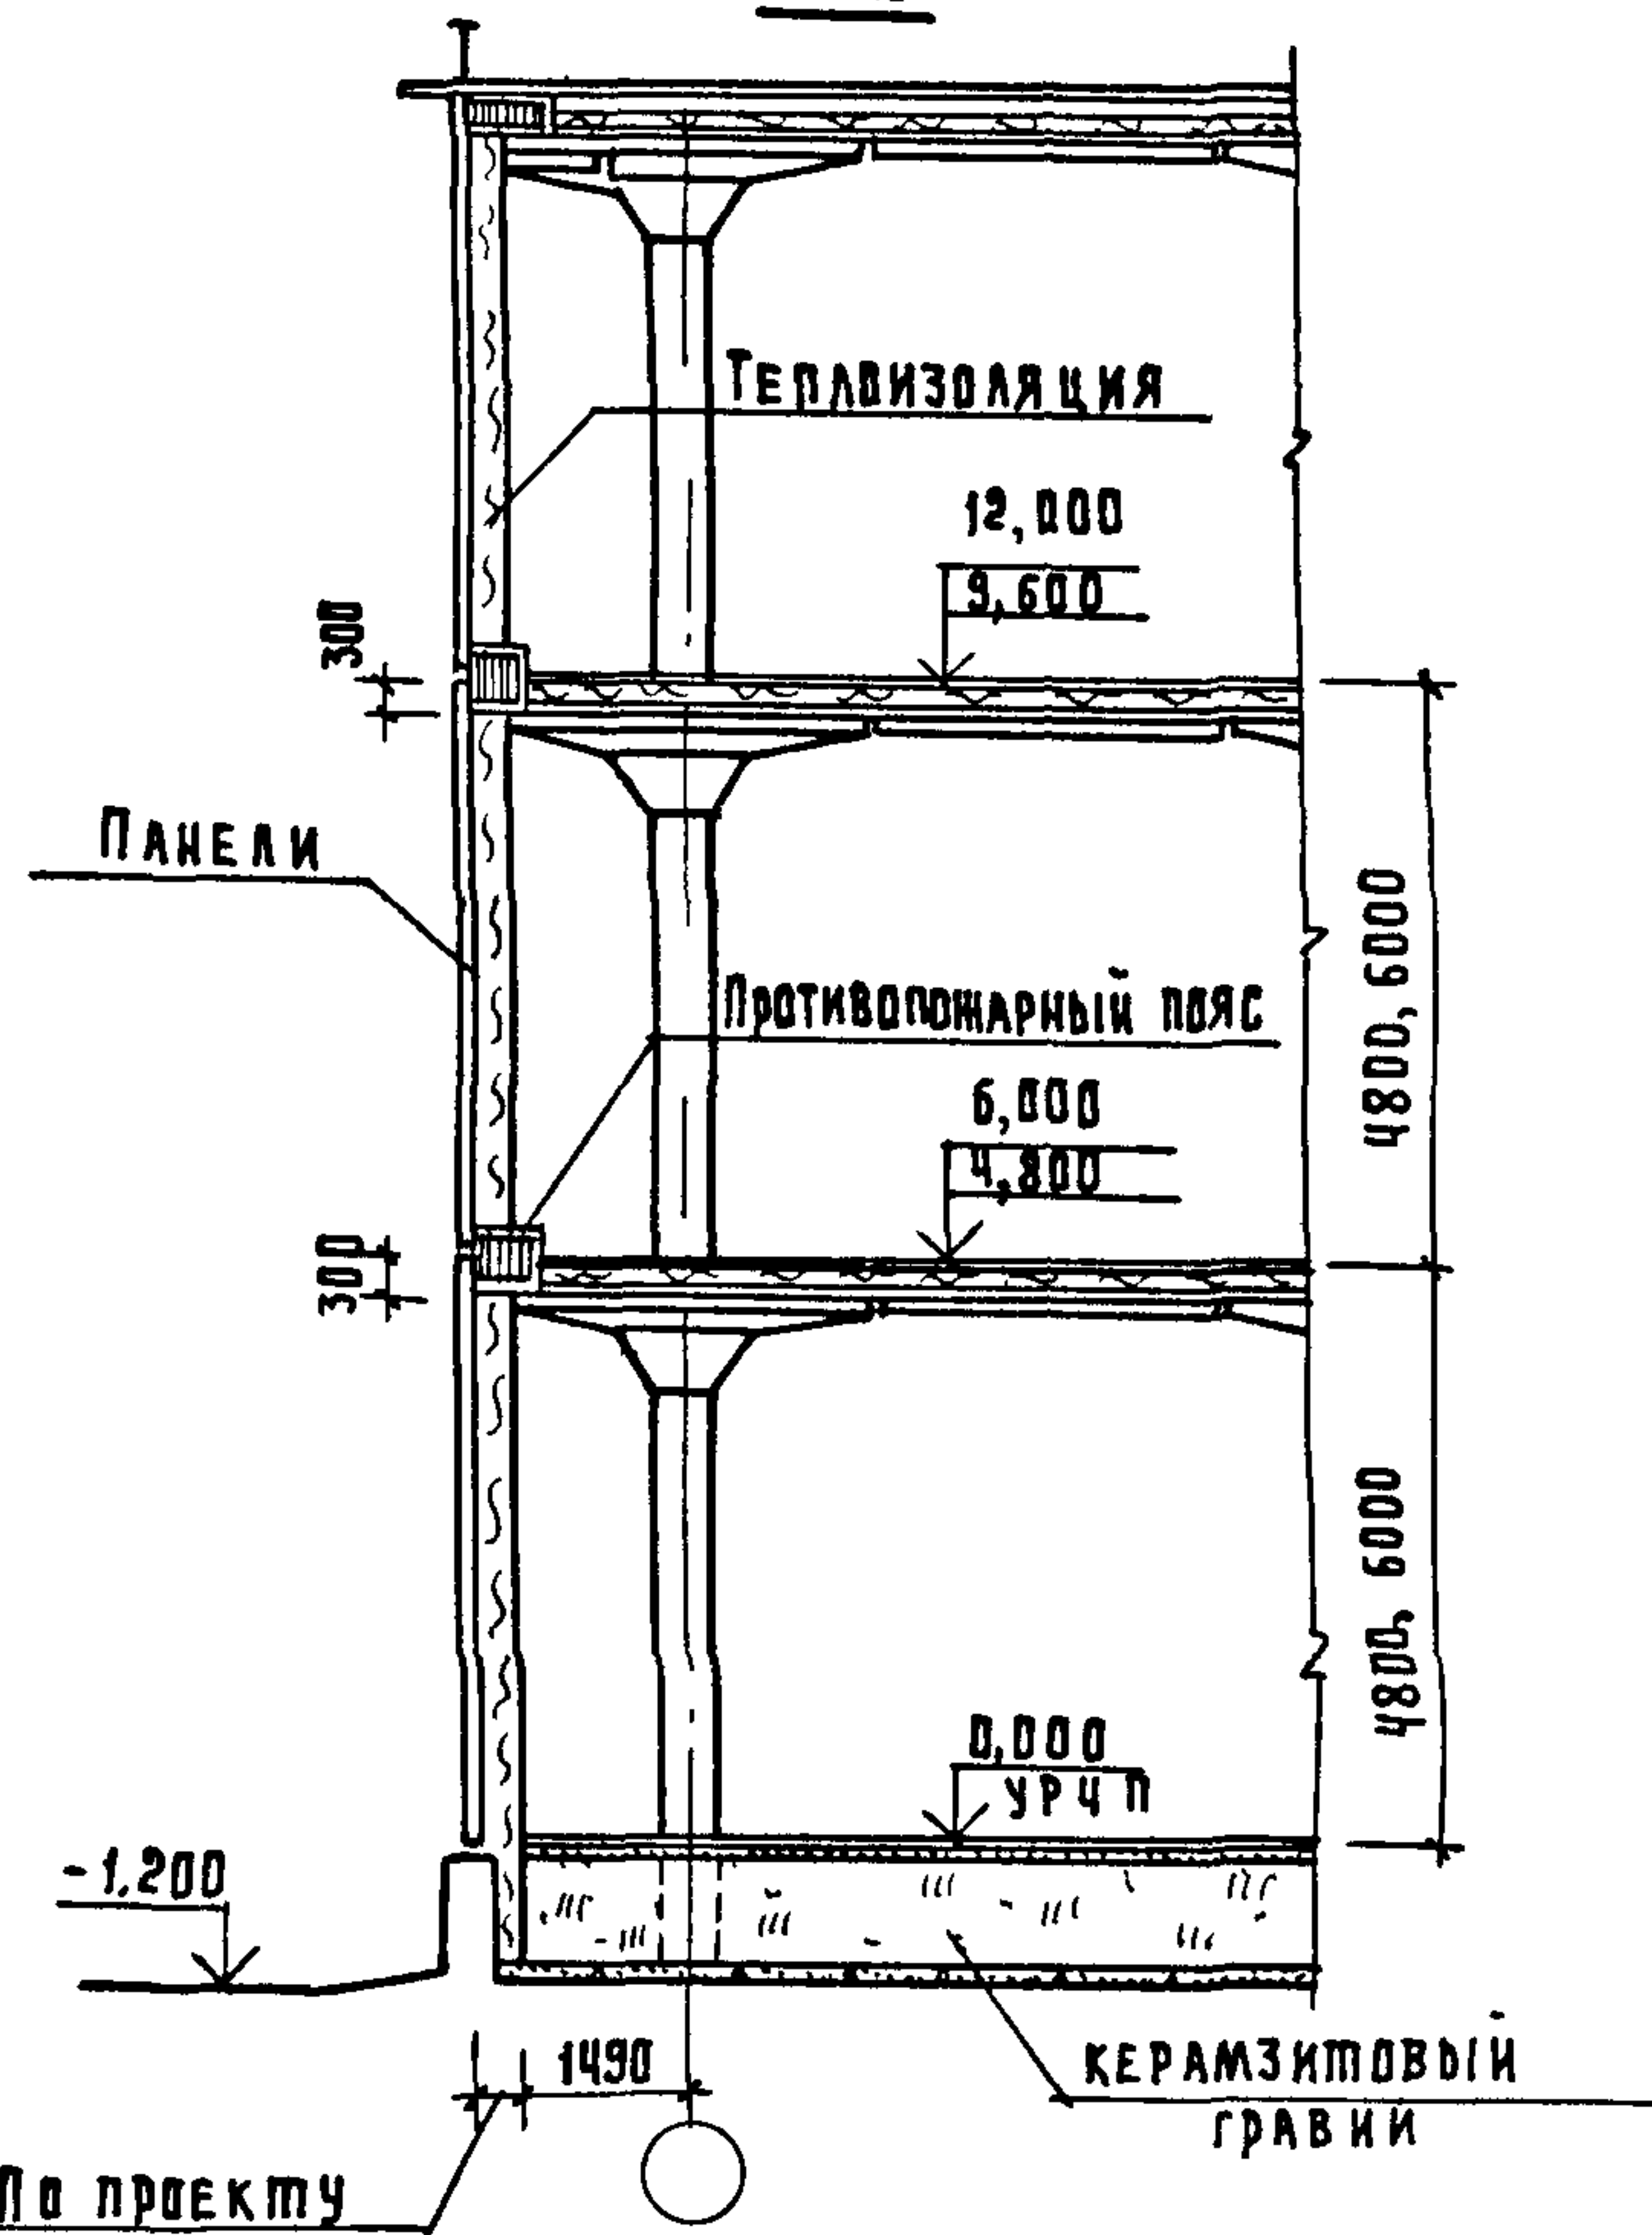 Теплоизоляция
12,000
9,600
300
Панели
4800, 6000
Противопожарный пояс
6,000
4,800
300
4800, 6000
0,000
УРЧП
-1,200
1490
керамзитовый
гравий
По проекту